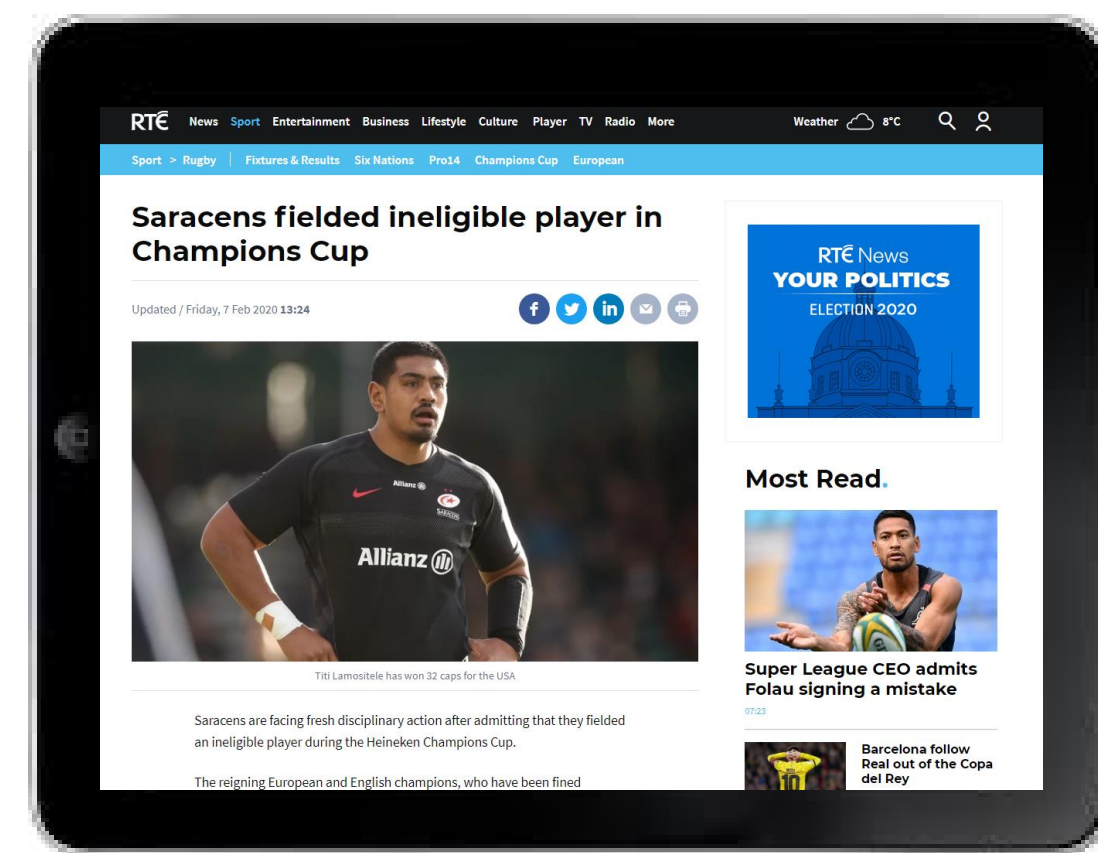 RTÉ News Sport Entertainment Business Lifestyle Culture Player TV Radio More Weather 8°C
Sport > Rugby | Fixtures & Results Six Nations Pro14 Champions Cup European
Saracens fielded ineligible player in
Champions Cup
Updated / Friday, 7 Feb 2020 13:24
f in
Allianz
SARACENS
Allianz
Titi Lamositele has won 32 caps for the USA
Saracens are facing fresh disciplinary action after admitting that they fielded
an ineligible player during the Heineken Champions Cup.
The reigning European and English champions, who have been fined
RTÉ News
YOUR POLITICS
ELECTION 2020
Most Read.
Super League CEO admits
Folau signing a mistake
07:23
10
Barcelona follow
Real out of the Copa
del Rey